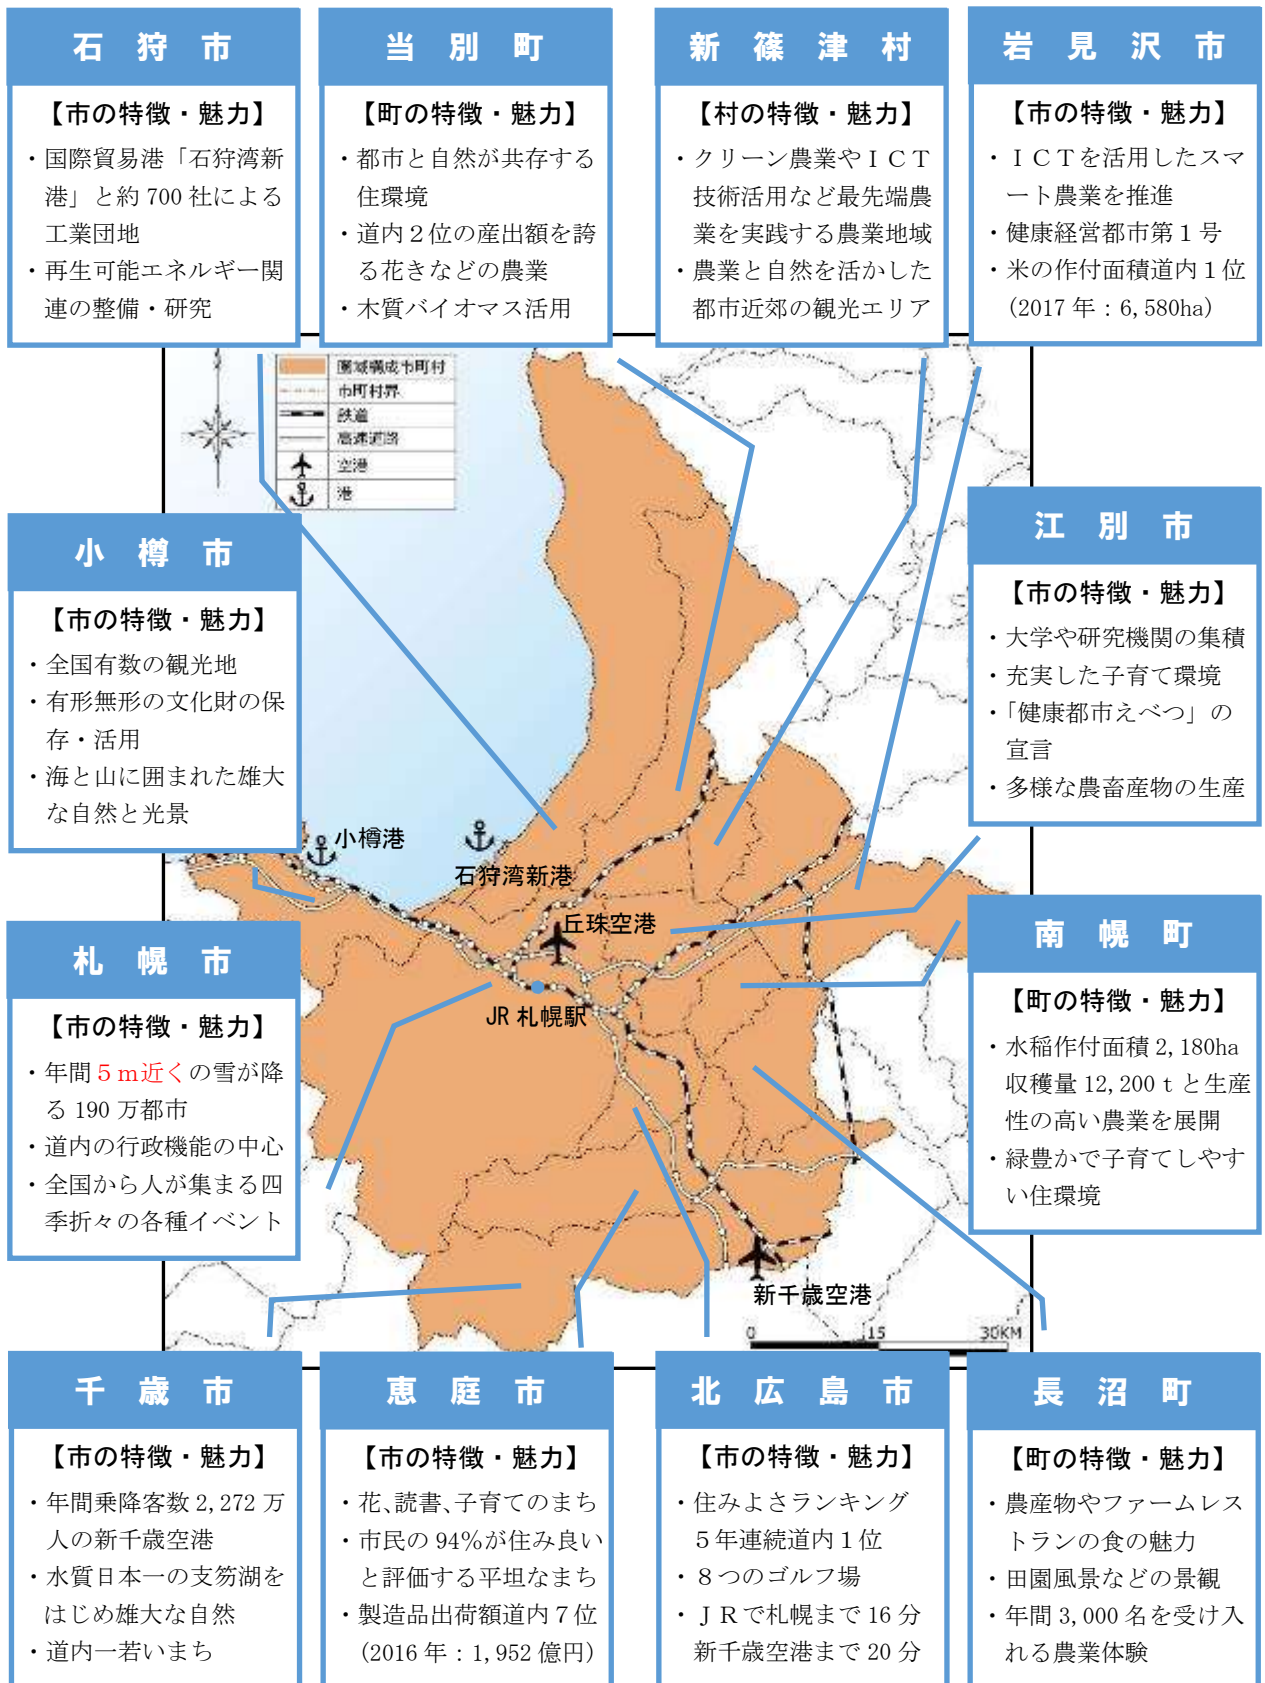 石狩市
【市の特徴・魅力】
・国際貿易港「石狩湾新
港」と約 700 社による
工業団地
・再生可能エネルギー関
連の整備・研究
当別町
【町の特徴・魅力】
・都市と自然が共存する
住環境
・道内２位の産出額を誇
る花きなどの農業
・木質バイオマス活用
新篠津村
【村の特徴・魅力】
・クリーン農業やＩＣＴ
技術活用など最先端農
業を実践する農業地域
・農業と自然を活かした
都市近郊の観光エリア
岩見沢市
【市の特徴・魅力】
・ＩＣＴを活用したスマ
ート農業を推進
・健康経営都市第１号
・米の作付面積道内１位
(2017 年：6,580ha)
圏域構成市町村
市町村界
鉄道
高速道路
空港
港
小樽市
【市の特徴・魅力】
・全国有数の観光地
・有形無形の文化財の保
存・活用
・海と山に囲まれた雄大
な自然と光景
江別市
【市の特徴・魅力】
・大学や研究機関の集積
・充実した子育て環境
・「健康都市えべつ」の
宣言
・多様な農畜産物の生産
小樽港
石狩湾新港
丘珠空港
JR 札幌駅
新千歳空港
0 15 30KM
札幌市
【市の特徴・魅力】
・年間５ｍ近くの雪が降
る 190 万都市
・道内の行政機能の中心
・全国から人が集まる四
季折々の各種イベント
南幌町
【町の特徴・魅力】
・水稲作付面積 2,180ha
収穫量 12,200ｔと生産
性の高い農業を展開
・緑豊かで子育てしやす
い住環境
千歳市
【市の特徴・魅力】
・年間乗降客数 2,272 万
人の新千歳空港
・水質日本一の支笏湖を
はじめ雄大な自然
・道内一若いまち
恵庭市
【市の特徴・魅力】
・花、読書、子育てのまち
・市民の 94％が住み良い
と評価する平坦なまち
・製造品出荷額道内７位
(2016 年：1,952 億円)
北広島市
【市の特徴・魅力】
・住みよさランキング
５年連続道内１位
・８つのゴルフ場
・ＪＲで札幌まで 16 分
新千歳空港まで 20 分
長沼町
【町の特徴・魅力】
・農産物やファームレス
トランの食の魅力
・田園風景などの景観
・年間 3,000 名を受け入
れる農業体験